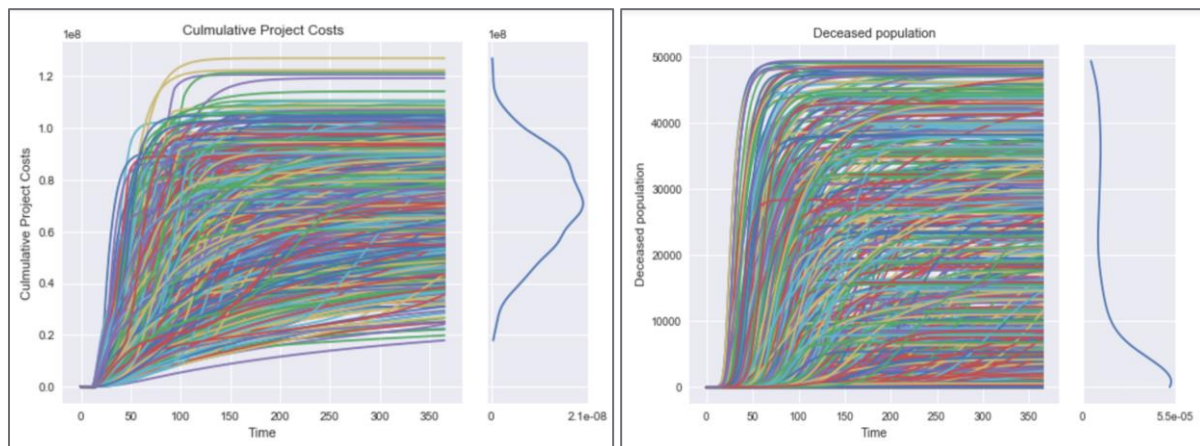 Culmulative Project Costs
1e8
1e8
1.2
1.0
0.8
0.6
0.4
0.2
0.0
Culmulative Project Costs
0 50 100 150 200 250 300 350
Time
0 2.1e-08
Deceased population
50000
40000
30000
20000
10000
0
Deceased population
0 50 100 150 200 250 300 350
Time
0 5.5e-05